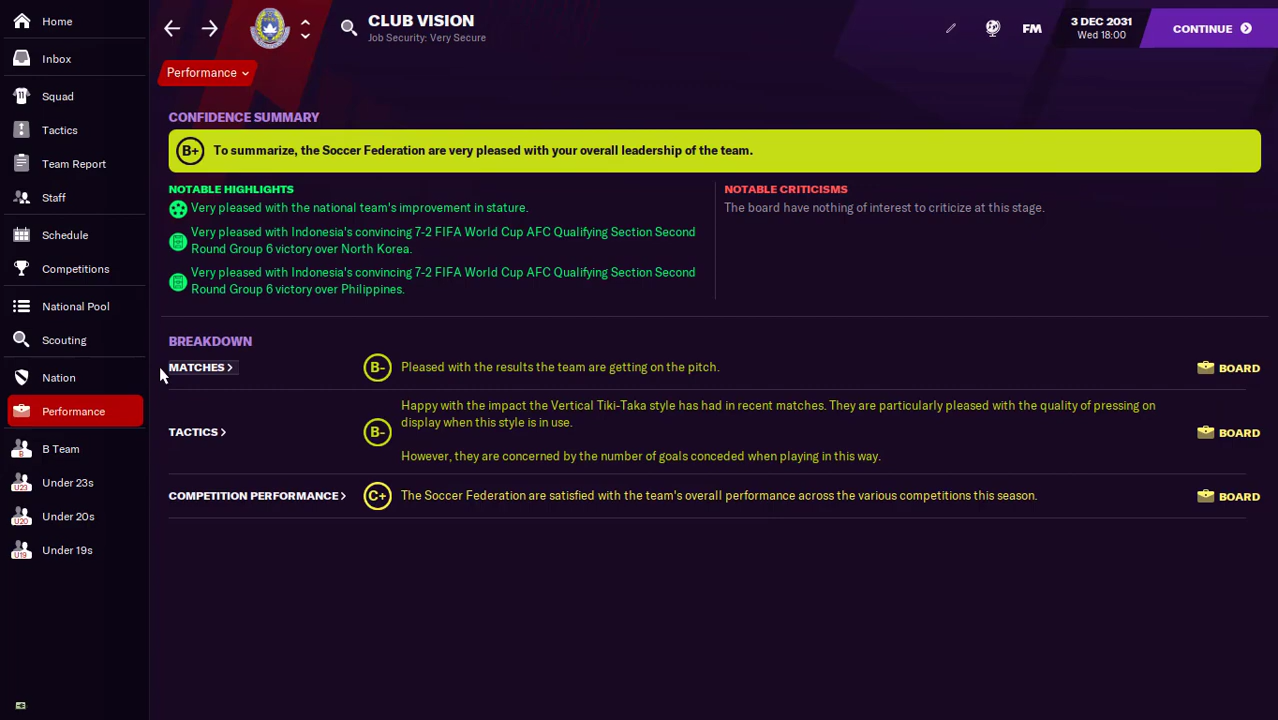 Home
Inbox
Squad
Tactics
Team Report
Staff
Schedule
Competitions
National Pool
Scouting
Nation
Performance
B Team
Under 23s
Under 20s
Under 19s
11
B
U23
U20
U19
CLUB VISION
Job Security: Very Secure
FM
3 DEC 2031
Wed 18:00
CONTINUE
Performance
CONFIDENCE SUMMARY
B+ To summarize, the Soccer Federation are very pleased with your overall leadership of the team.
NOTABLE HIGHLIGHTS
Very pleased with the national team's improvement in stature.
Very pleased with Indonesia's convincing 7-2 FIFA World Cup AFC Qualifying Section Second
Round Group 6 victory over North Korea.
Very pleased with Indonesia's convincing 7-2 FIFA World Cup AFC Qualifying Section Second
Round Group 6 victory over Philippines.
NOTABLE CRITICISMS
The board have nothing of interest to criticize at this stage.
BREAKDOWN
MATCHES > B- Pleased with the results the team are getting on the pitch. BOARD
Happy with the impact the Vertical Tiki-Taka style has had in recent matches. They are particularly pleased with the quality of pressing on
display when this style is in use.
TACTICS > B- BOARD
However, they are concerned by the number of goals conceded when playing in this way.
COMPETITION PERFORMANCE > C+ The Soccer Federation are satisfied with the team's overall performance across the various competitions this season. BOARD